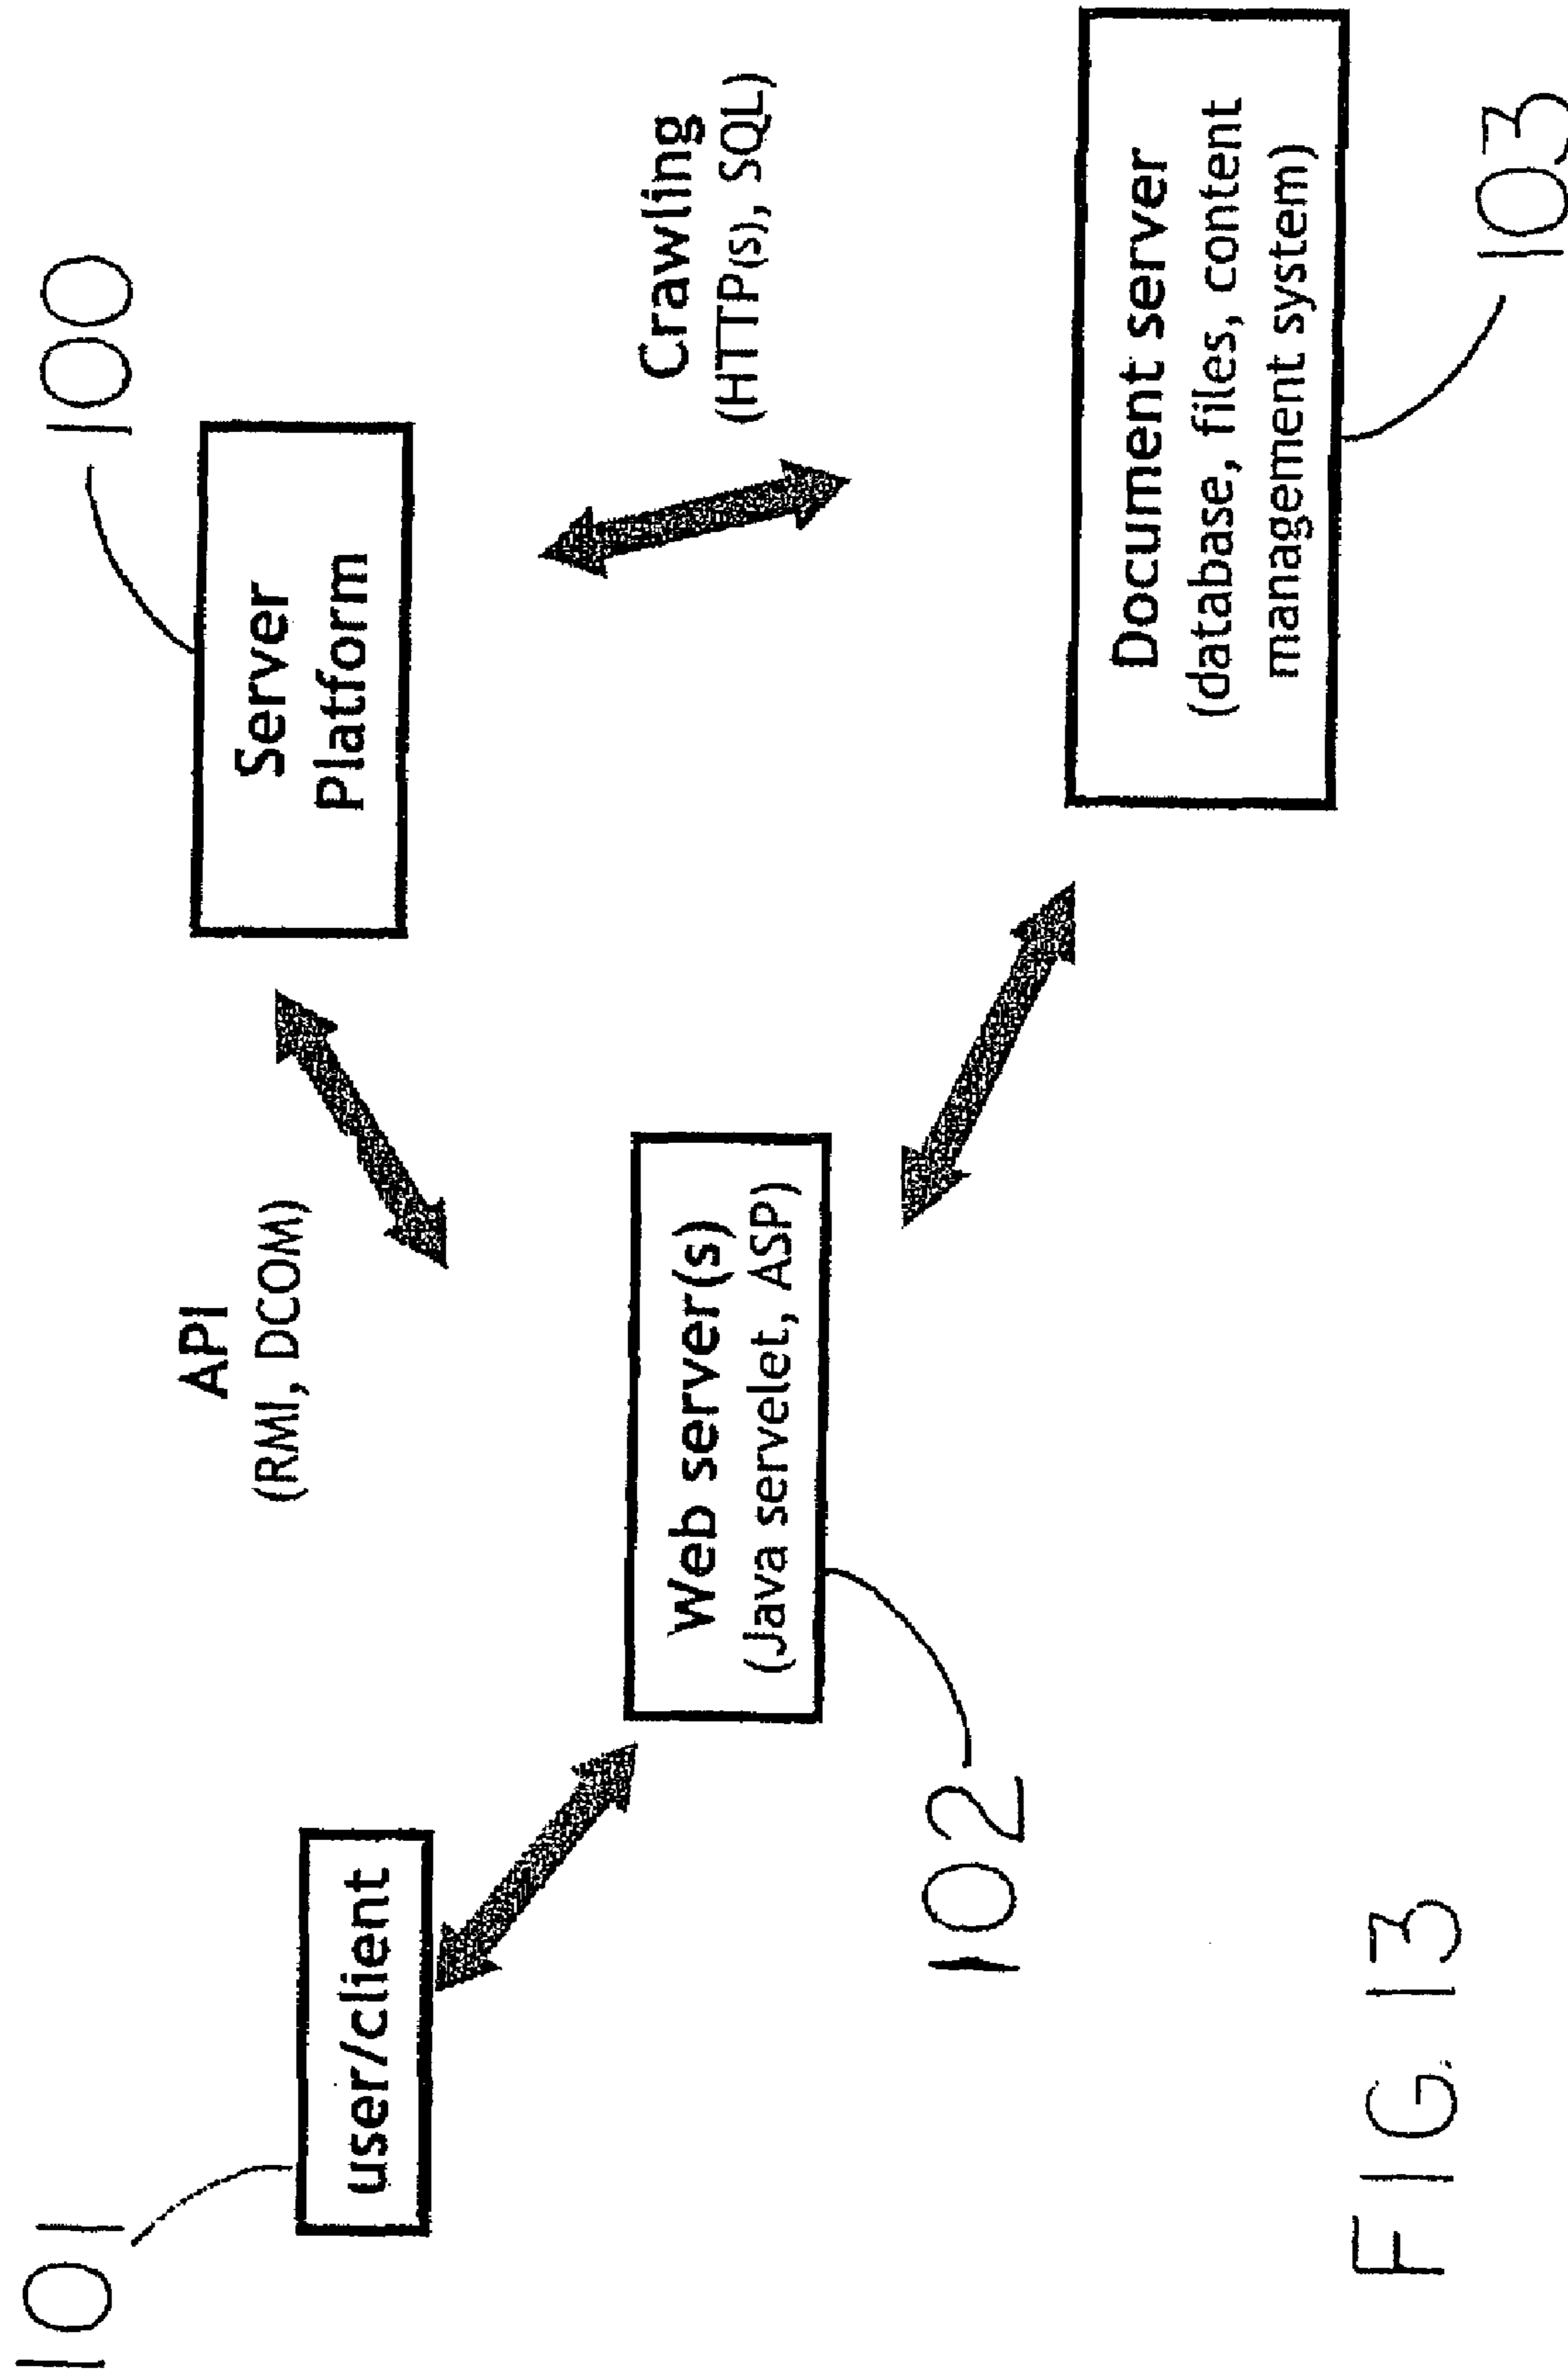 101
user/client
API
(RMI, DCOM)
Server
Platform
100
Web server(s)
(Java servelet, ASP)
102
Crawling
(HTTP(S), SQL)
Document server
(database, files, content
management system)
103
FIG. 13